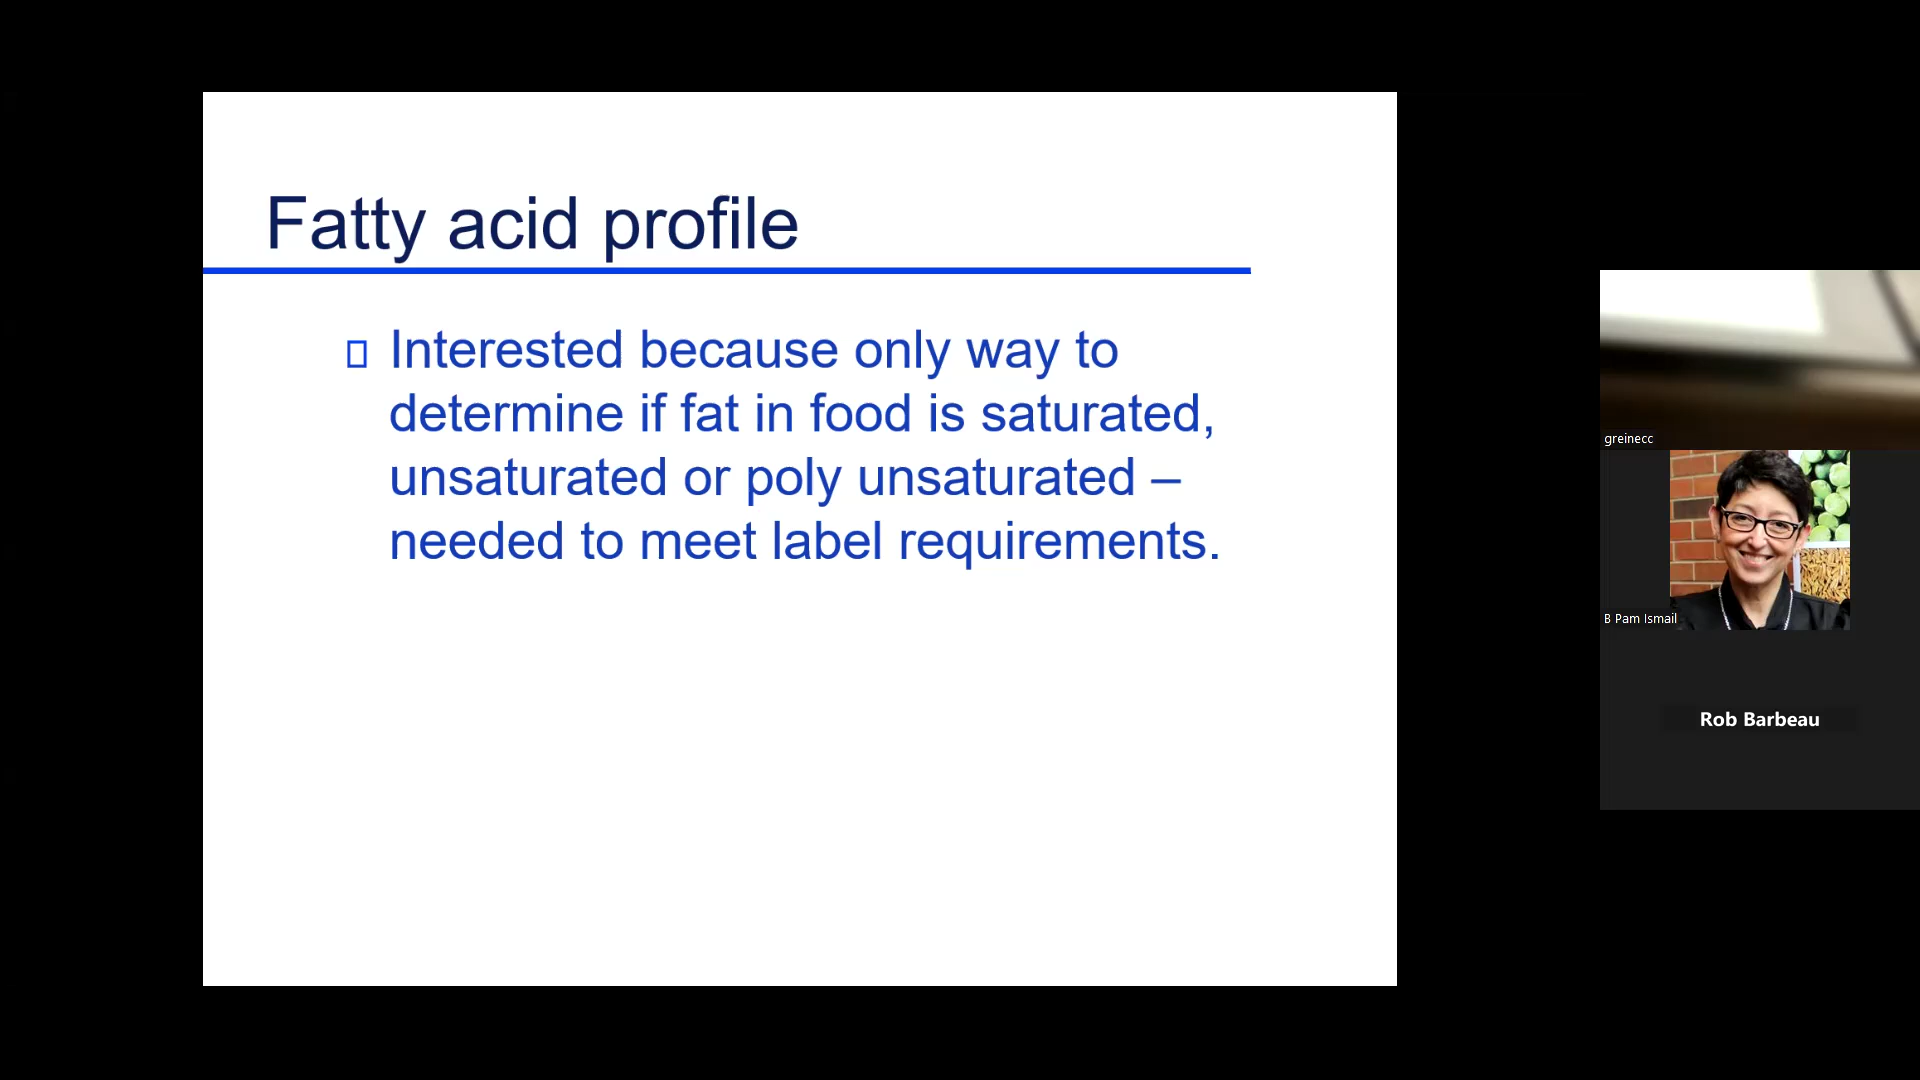 Fatty acid profile
Interested because only way to
determine if fat in food is saturated,
unsaturated or poly unsaturated –
needed to meet label requirements.
greinecc
B Pam Ismail
Rob Barbeau